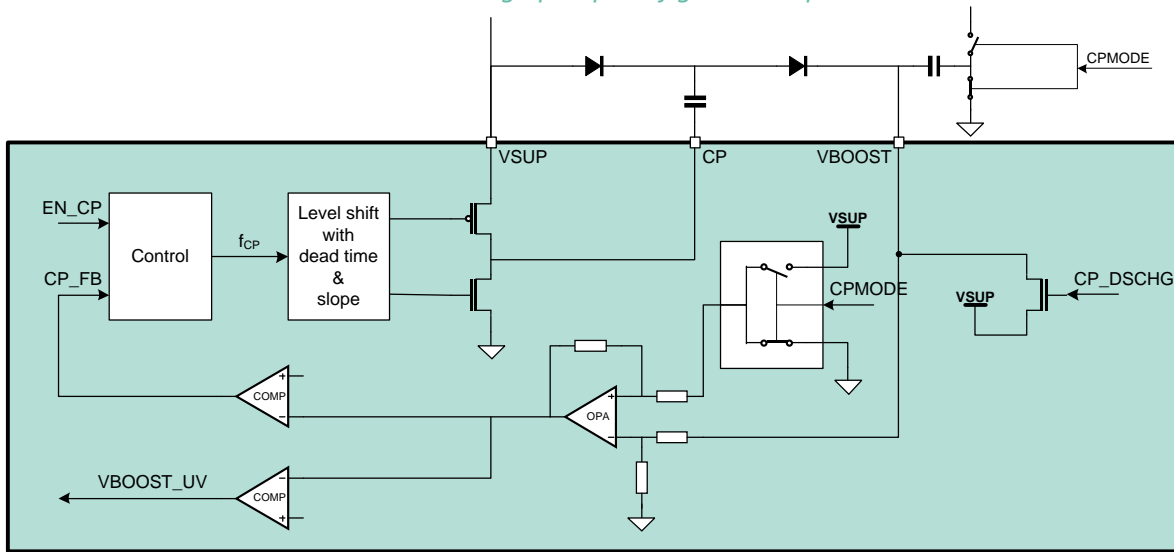 CPMODE
VSUP
CP
VBOOST
EN_CP
CP_FB
Control
fCP
Level shift
with
dead time
&
slope
VSUP
CPMODE
VSUP
CP_DSCHG
+
COMP
−
+
OPA
−
VBOOST_UV
−
COMP
+